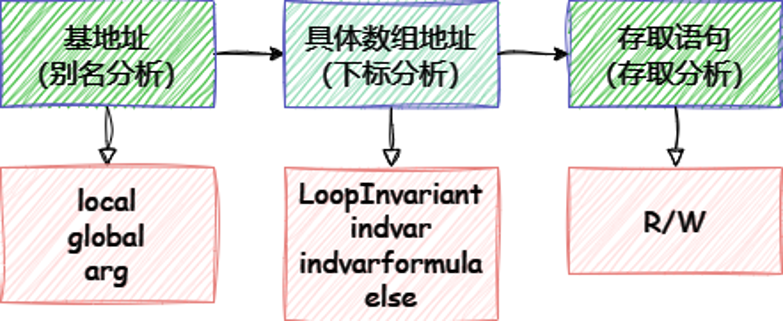 基地址
(别名分析)
具体数组地址
(下标分析)
存取语句
(存取分析)
local
global
arg
LoopInvariant
indvar
indvarformula
else
R/W